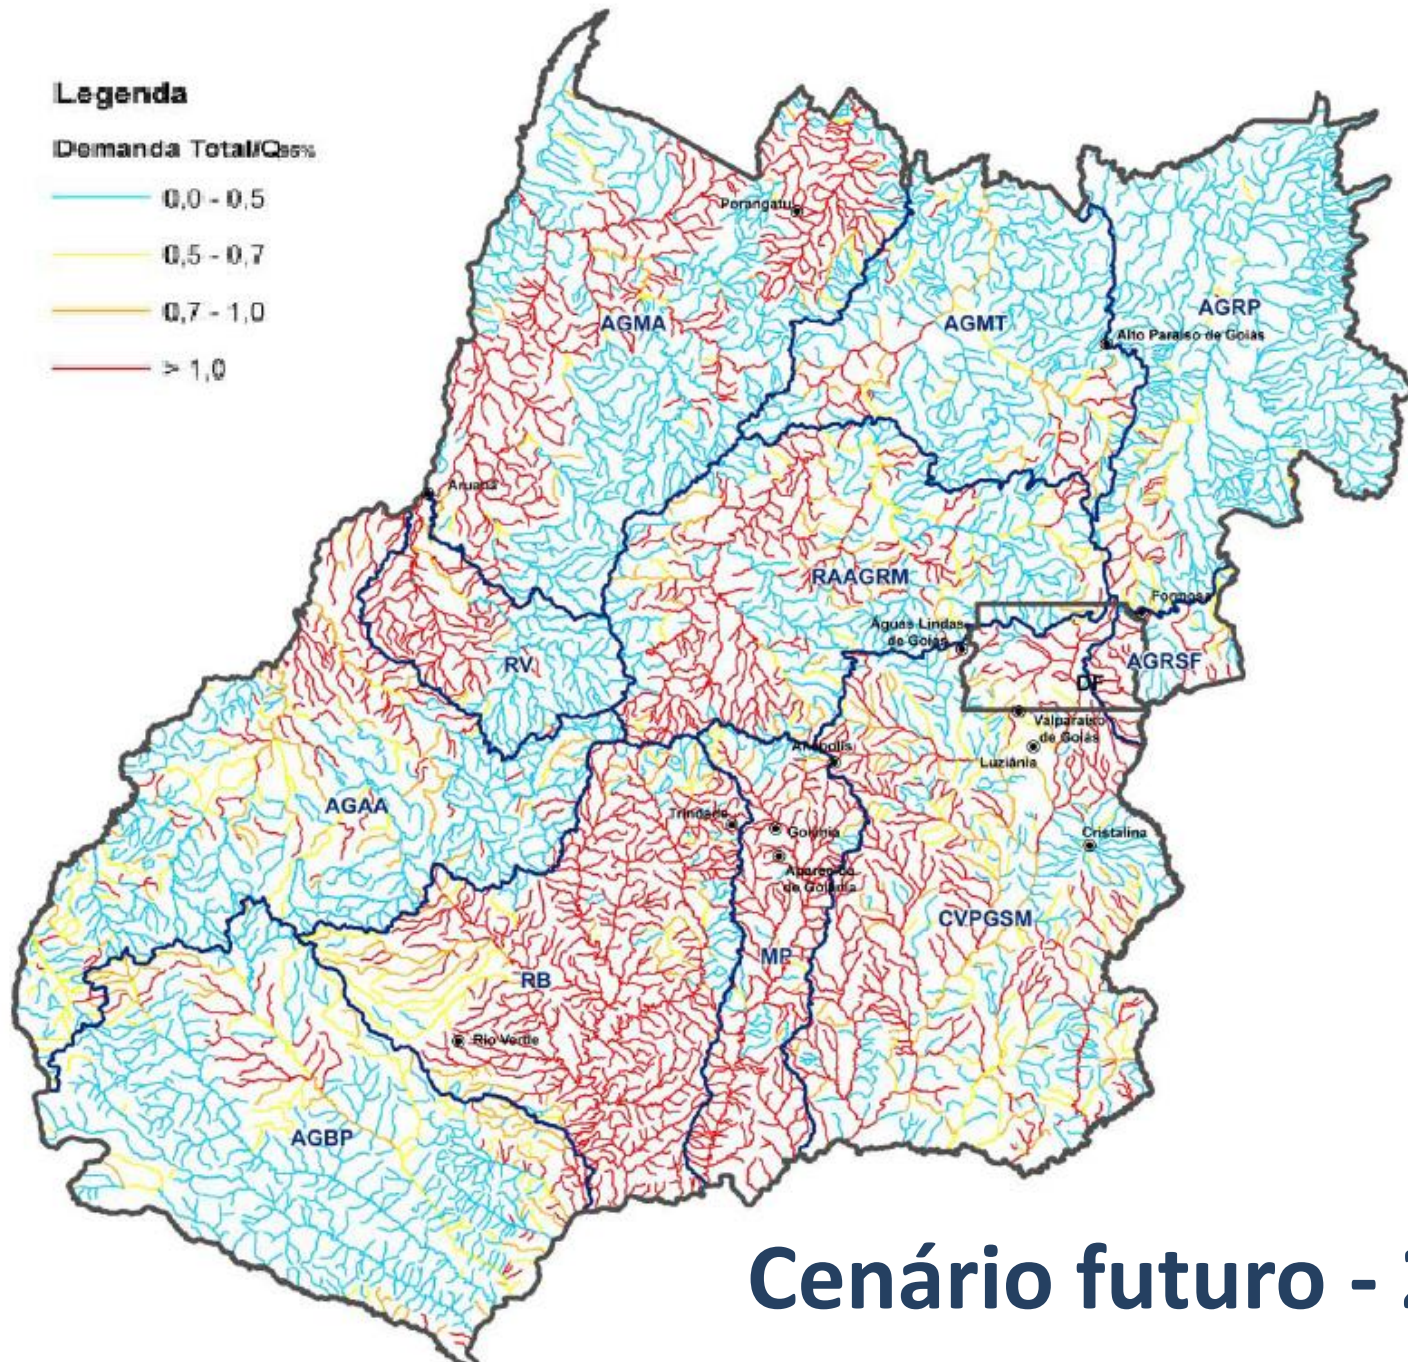 Legenda
Demanda Total/Q95%
0,0 - 0,5
0,5 - 0,7
0,7 - 1,0
> 1,0
Porangatu
AGMA
AGMT
AGRP
Alto Paraíso de Goiás
Aruanã
RAAGRM
Formosa
Águas Lindas
de Goiás
RV
AGRSF
DF
Valparaíso
de Goiás
Anápolis
Luziânia
AGAA
Trindade
Goiânia
Cristalina
Aparecida
de Goiânia
CVPGSM
MP
RB
Rio Verde
AGBP
Cenário futuro - 2